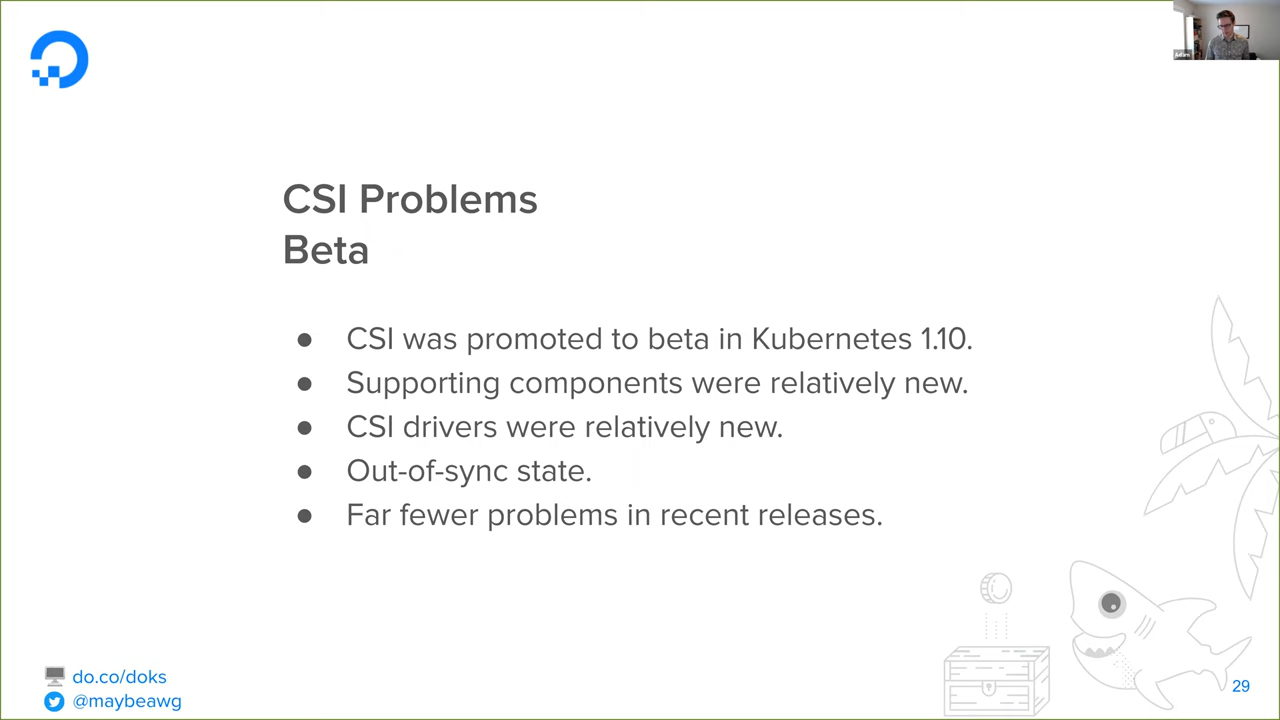 Adam
CSI Problems
Beta
● CSI was promoted to beta in Kubernetes 1.10.
● Supporting components were relatively new.
● CSI drivers were relatively new.
● Out-of-sync state.
● Far fewer problems in recent releases.
do.co/doks
@maybeawg
29